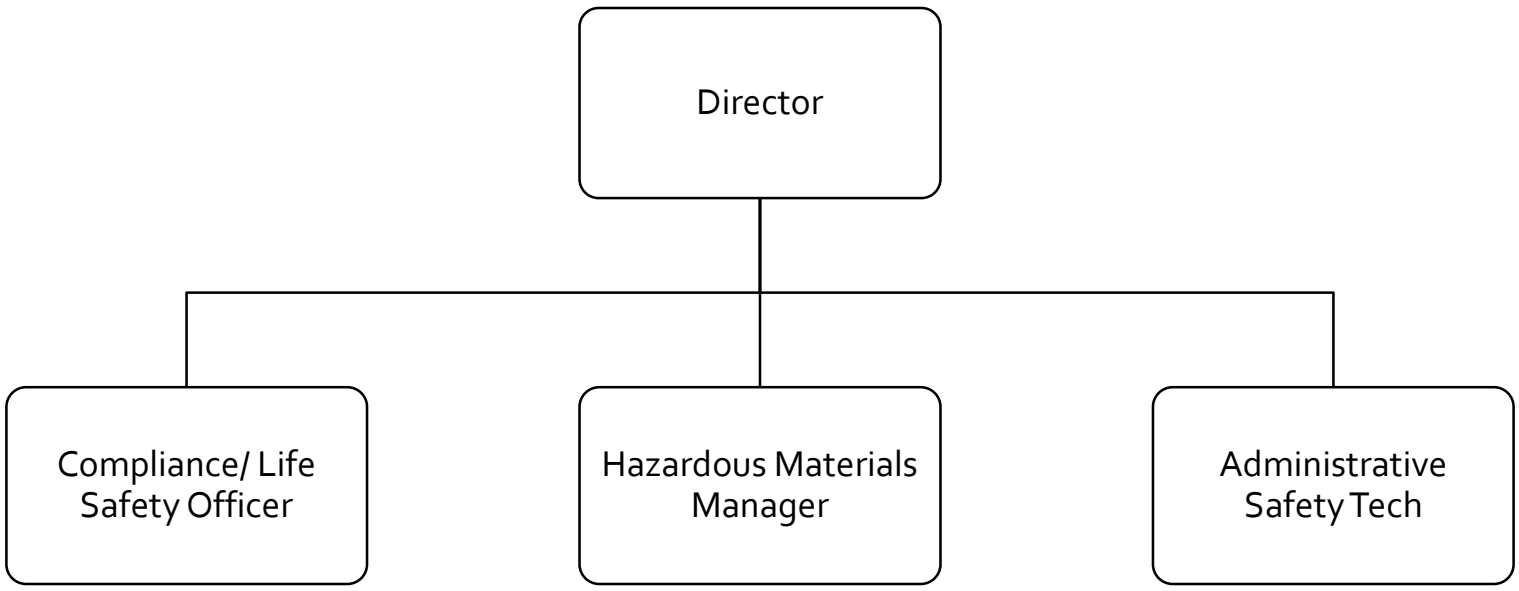 Director
Compliance/ Life
Safety Officer
Hazardous Materials
Manager
Administrative
Safety Tech